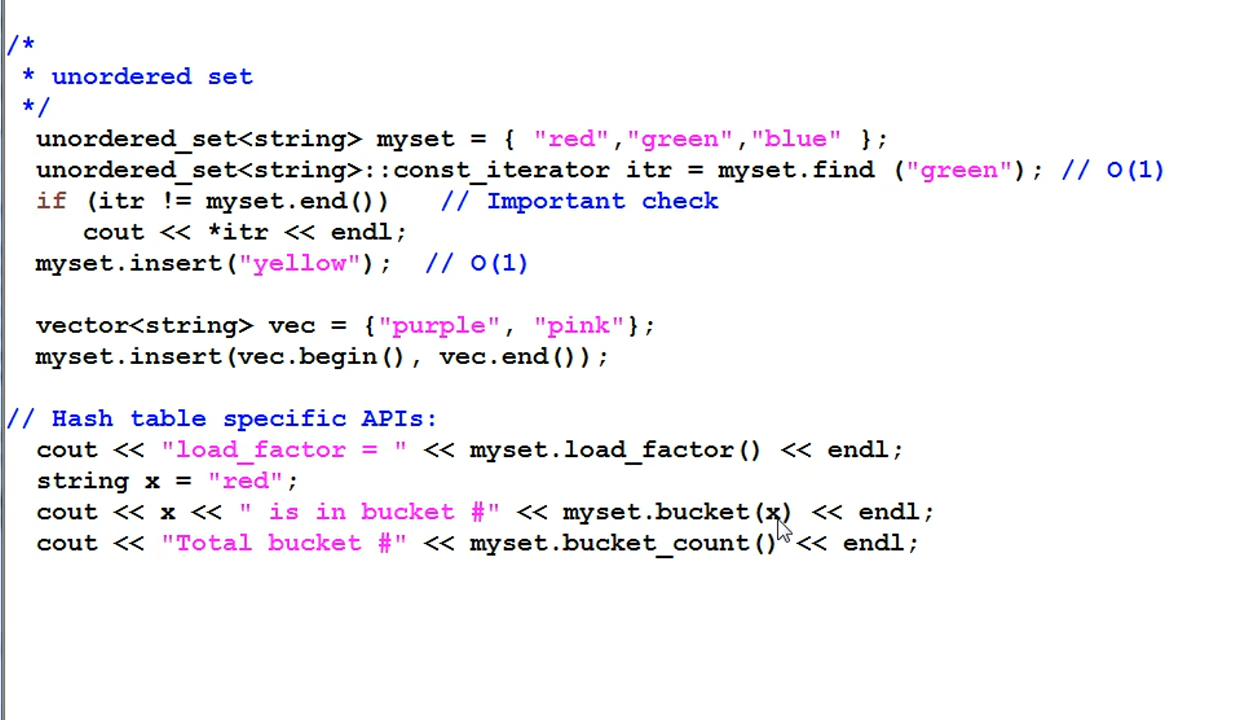 /*
 * unordered set
 */
  unordered_set<string> myset = { "red","green","blue" };
  unordered_set<string>::const_iterator itr = myset.find ("green"); // O(1)
  if (itr != myset.end())   // Important check
     cout << *itr << endl;
  myset.insert("yellow");  // O(1)

  vector<string> vec = {"purple", "pink"};
  myset.insert(vec.begin(), vec.end());

// Hash table specific APIs:
  cout << "load_factor = " << myset.load_factor() << endl;
  string x = "red";
  cout << x << " is in bucket #" << myset.bucket(x) << endl;
  cout << "Total bucket #" << myset.bucket_count() << endl;